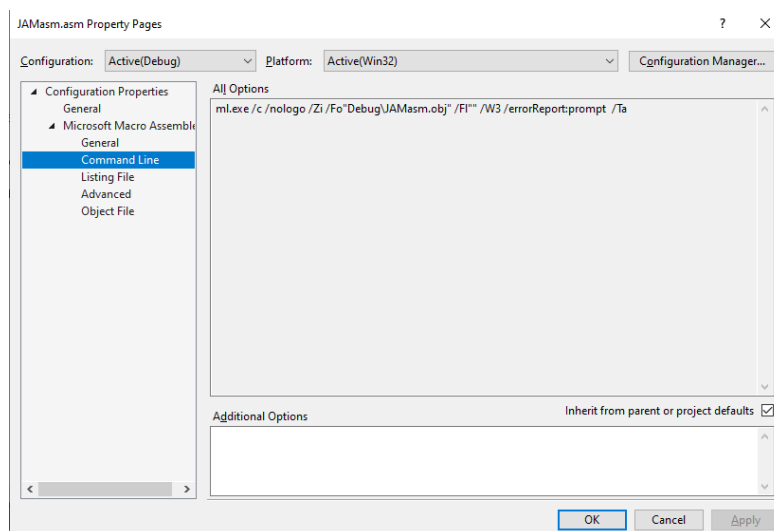 JAMasm.asm Property Pages
? ×
Configuration: Active(Debug) Platform: Active(Win32) Configuration Manager...
Configuration Properties
General
Microsoft Macro Assemble
General
Command Line
Listing File
Advanced
Object File
All Options
ml.exe /c /nologo /Zi /Fo"Debug\JAMasm.obj" /Fl"" /W3 /errorReport:prompt /Ta
Additional Options
Inherit from parent or project defaults
OK Cancel Apply